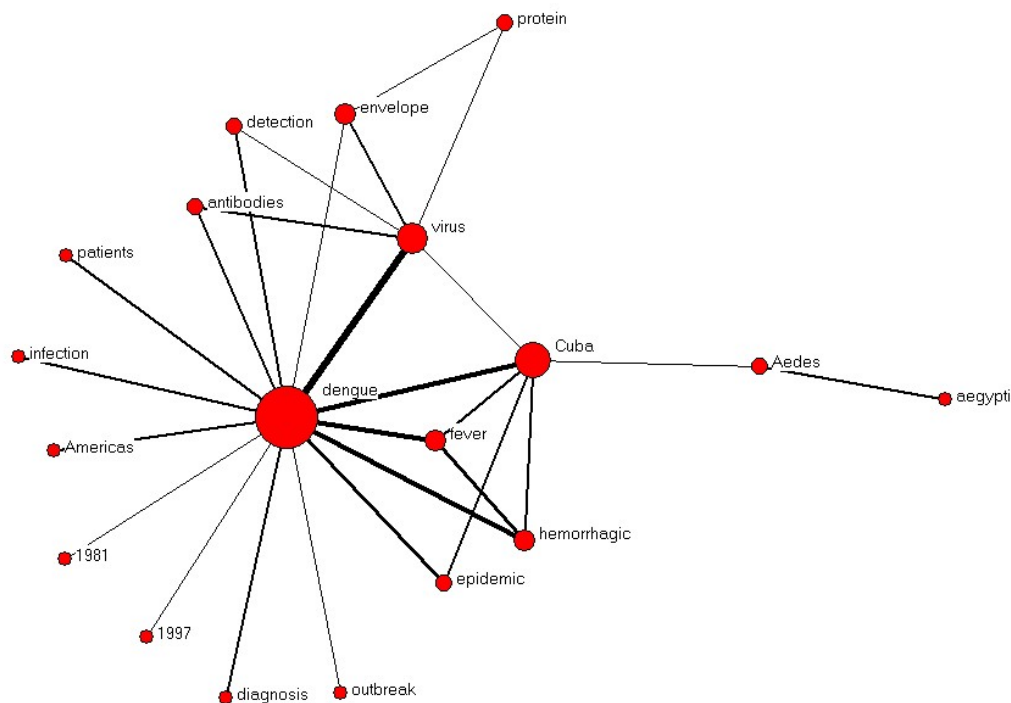 protein
envelope
detection
antibodies
virus
patients
Cuba
infection
Aedes
dengue
aegypti
fever
Americas
hemorrhagic
1981
epidemic
1997
outbreak
diagnosis